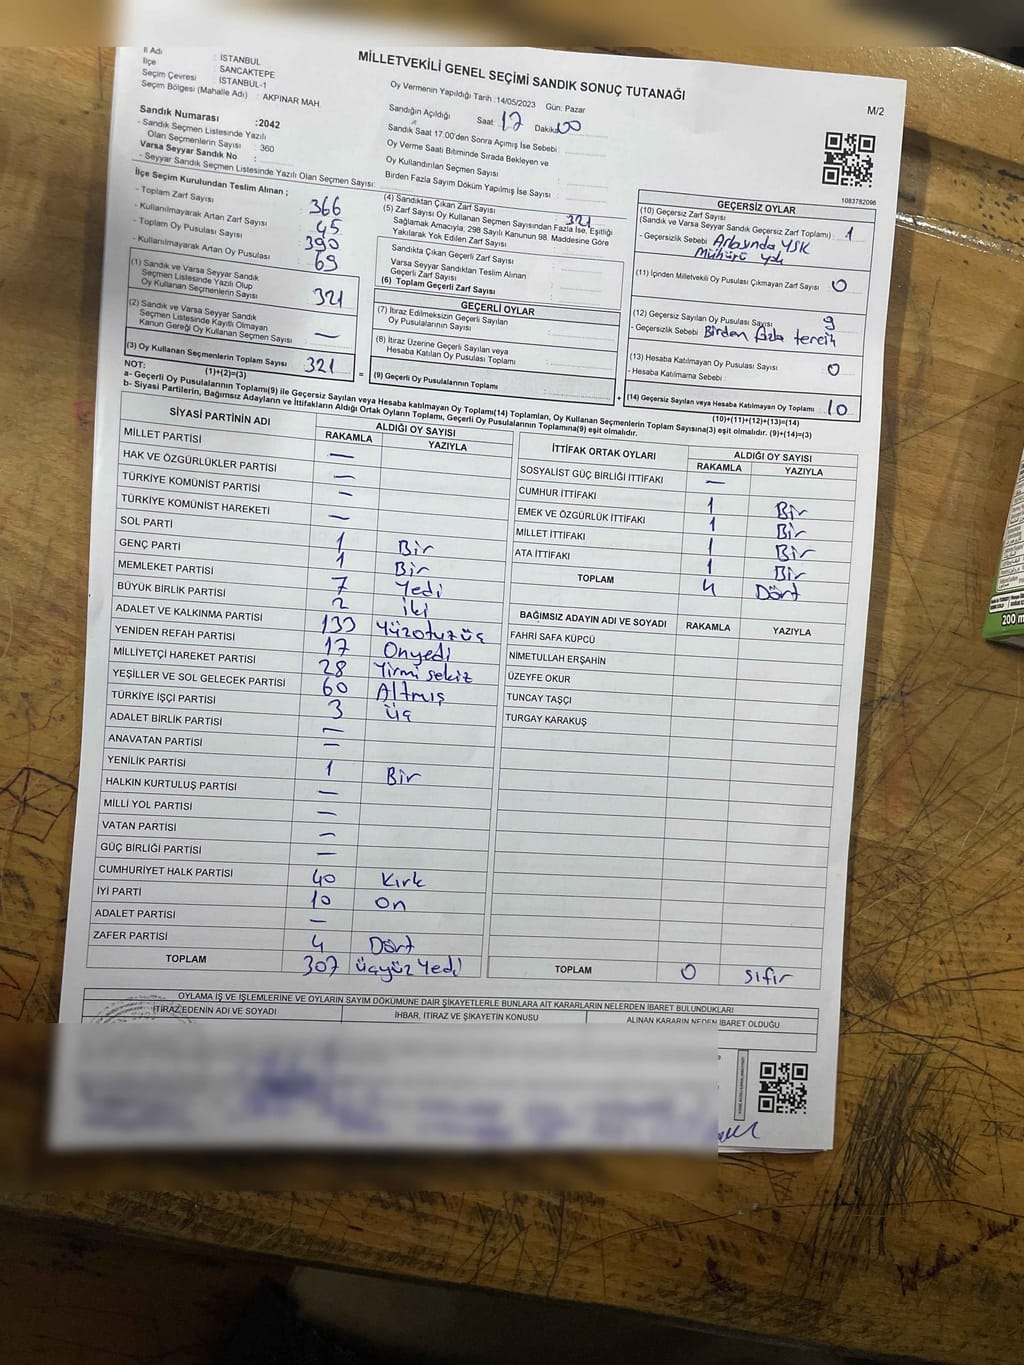 MİLLETVEKİLİ GENEL SEÇİMİ SANDIK SONUÇ TUTANAĞI
M/2
İl Adı : İSTANBUL
İlçe : SANCAKTEPE
Seçim Çevresi : İSTANBUL-1
Seçim Bölgesi (Mahalle Adı) : AKPINAR MAH.
Sandık Numarası :2042
- Sandık Seçmen Listesinde Yazılı Olan Seçmenlerin Sayısı : 360
Varsa Seyyar Sandık No :
- Seyyar Sandık Seçmen Listesinde Yazılı Olan Seçmen Sayısı:
Oy Vermenin Yapıldığı Tarih :14/05/2023 Gün: Pazar
Sandığın Açıldığı Saat 17 Dakika 00
Sandık Saat 17:00'den Sonra Açımış İse Sebebi :
Oy Verme Saati Bitiminde Sırada Bekleyen ve
Oy Kullandırılan Seçmen Sayısı :
Birden Fazla Sayım Döküm Yapılmış İse Sayısı :
1083782096
İlçe Seçim Kurulundan Teslim Alınan ;
- Toplam Zarf Sayısı : 366
- Kullanılmayarak Artan Zarf Sayısı : 45
- Toplam Oy Pusulası Sayısı : 390
- Kullanılmayarak Artan Oy Pusulası : 69
(1) Sandık ve Varsa Seyyar Sandık
Seçmen Listesinde Yazılı Olup
Oy Kullanan Seçmenlerin Sayısı : 321
(2) Sandık ve Varsa Seyyar Sandık
Seçmen Listesinde Kayıtlı Olmayan
Kanun Gereği Oy Kullanan Seçmen Sayısı : —
(3) Oy Kullanan Seçmenlerin Toplam Sayısı : 321
(1)+(2)=(3)
(4) Sandıktan Çıkan Zarf Sayısı : 321
(5) Zarf Sayısı Oy Kullanan Seçmen Sayısından Fazla İse, Eşitliği
Sağlamak Amacıyla; 298 Sayılı Kanunun 98. Maddesine Göre
Yakılarak Yok Edilen Zarf Sayısı :
Sandıkta Çıkan Geçerli Zarf Sayısı :
Varsa Seyyar Sandıktan Teslim Alınan
Geçerli Zarf Sayısı :
(6) Toplam Geçerli Zarf Sayısı :
GEÇERLİ OYLAR
(7) İtiraz Edilmeksizin Geçerli Sayılan
Oy Pusulalarının Sayısı :
(8) İtiraz Üzerine Geçerli Sayılan veya
Hesaba Katılan Oy Pusulası Toplamı :
= (9) Geçerli Oy Pusulalarının Toplamı :
GEÇERSİZ OYLAR
(10) Geçersiz Zarf Sayısı
(Sandık ve Varsa Seyyar Sandık Geçersiz Zarf Toplamı) : 1
- Geçersizlik Sebebi : Arkasında YSK
Mühürü yok
(11) İçinden Milletvekili Oy Pusulası Çıkmayan Zarf Sayısı : 0
(12) Geçersiz Sayılan Oy Pusulası Sayısı : 9
- Geçersizlik Sebebi : Birden fazla tercih
(13) Hesaba Katılmayan Oy Pusulası Sayısı : 0
- Hesaba Katılmama Sebebi :
+ (14) Geçersiz Sayılan veya Hesaba Katılmayan Oy Toplamı : 10
(10)+(11)+(12)+(13)=(14)
NOT:
a- Geçerli Oy Pusulalarının Toplamı(9) ile Geçersiz Sayılan veya Hesaba katılmayan Oy Toplamı(14) Toplamları, Oy Kullanan Seçmenlerin Toplam Sayısına(3) eşit olmalıdır. (9)+(14)=(3)
b- Siyasi Partilerin, Bağımsız Adayların ve İttifakların Aldığı Ortak Oyların Toplamı, Geçerli Oy Pusulalarının Toplamına(9) eşit olmalıdır.
SİYASİ PARTİNİN ADI ALDIĞI OY SAYISI
RAKAMLA YAZIYLA
MİLLET PARTİSİ —
HAK VE ÖZGÜRLÜKLER PARTİSİ —
TÜRKİYE KOMÜNİST PARTİSİ —
TÜRKİYE KOMÜNİST HAREKETİ —
SOL PARTİ 1 Bir
GENÇ PARTİ 1 Bir
MEMLEKET PARTİSİ 7 Yedi
BÜYÜK BİRLİK PARTİSİ 2 iki
ADALET VE KALKINMA PARTİSİ 133 Yüzotuzüç
YENİDEN REFAH PARTİSİ 17 Onyedi
MİLLİYETÇİ HAREKET PARTİSİ 28 Yirmi sekiz
YEŞİLLER VE SOL GELECEK PARTİSİ 60 Altmış
TÜRKİYE İŞÇİ PARTİSİ 3 üç
ADALET BİRLİK PARTİSİ —
ANAVATAN PARTİSİ —
YENİLİK PARTİSİ 1 Bir
HALKIN KURTULUŞ PARTİSİ —
MİLLİ YOL PARTİSİ —
VATAN PARTİSİ —
GÜÇ BİRLİĞİ PARTİSİ —
CUMHURİYET HALK PARTİSİ 40 Kırk
İYİ PARTİ 10 On
ADALET PARTİSİ —
ZAFER PARTİSİ 4 Dört
TOPLAM 307 üçyüz yedi
İTTİFAK ORTAK OYLARI ALDIĞI OY SAYISI
RAKAMLA YAZIYLA
SOSYALİST GÜÇ BİRLİĞİ İTTİFAKI —
CUMHUR İTTİFAKI 1 Bir
EMEK VE ÖZGÜRLÜK İTTİFAKI 1 Bir
MİLLET İTTİFAKI 1 Bir
ATA İTTİFAKI 1 Bir
TOPLAM 4 Dört
BAĞIMSIZ ADAYIN ADI VE SOYADI RAKAMLA YAZIYLA
FAHRİ SAFA KÜPCÜ
NİMETULLAH ERŞAHİN
ÜZEYFE OKUR
TUNCAY TAŞÇI
TURGAY KARAKUŞ
TOPLAM 0 sıfır
OYLAMA İŞ VE İŞLEMLERİNE VE OYLARIN SAYIM DÖKÜMÜNE DAİR ŞİKAYETLERLE BUNLARA AİT KARARLARIN NELERDEN İBARET BULUNDUKLARI
İTİRAZ EDENİN ADI VE SOYADI İHBAR, İTİRAZ VE ŞİKAYETİN KONUSU ALINAN KARARIN NEDEN İBARET OLDUĞU
200 m